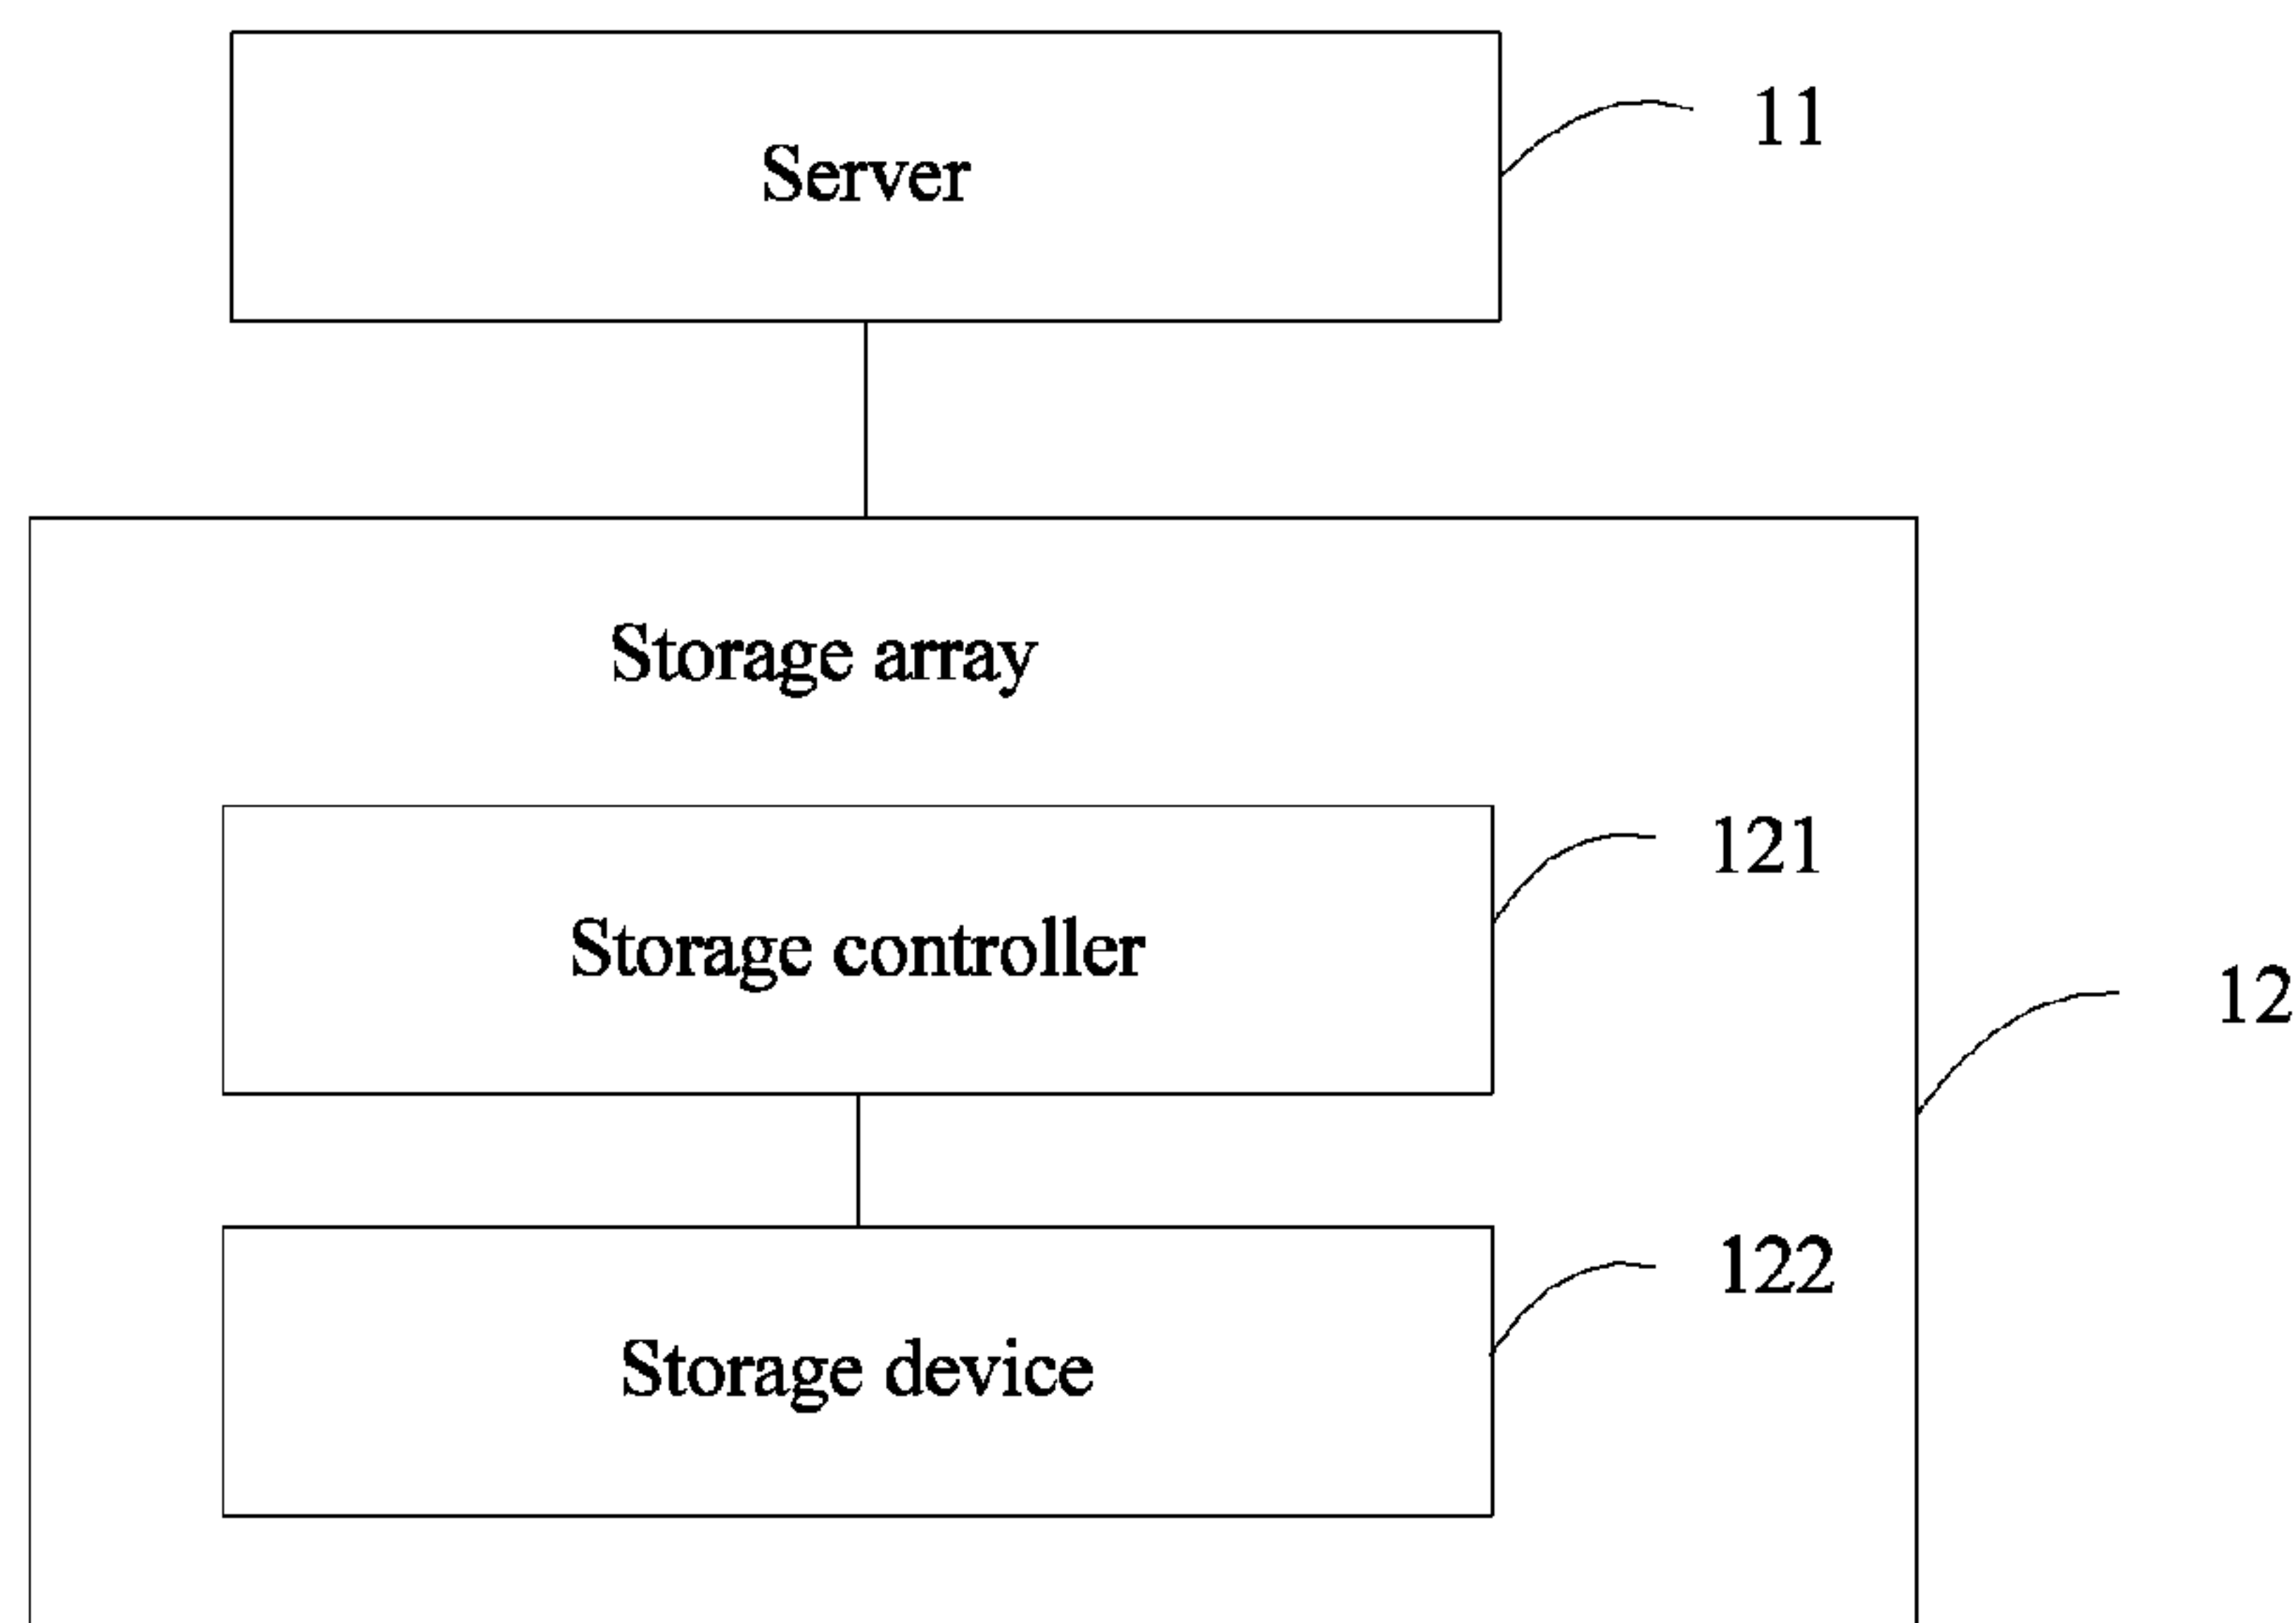 Server
11
Storage array
121
Storage controller
12
122
Storage device